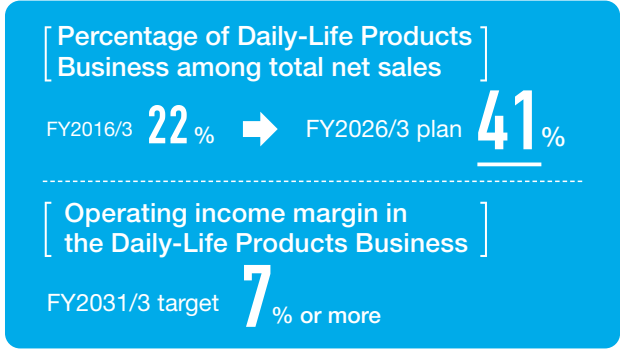 Percentage of Daily-Life Products
Business among total net sales
FY2016/3 22 % FY2026/3 plan 41 %
Operating income margin in
the Daily-Life Products Business
FY2031/3 target 7 % or more